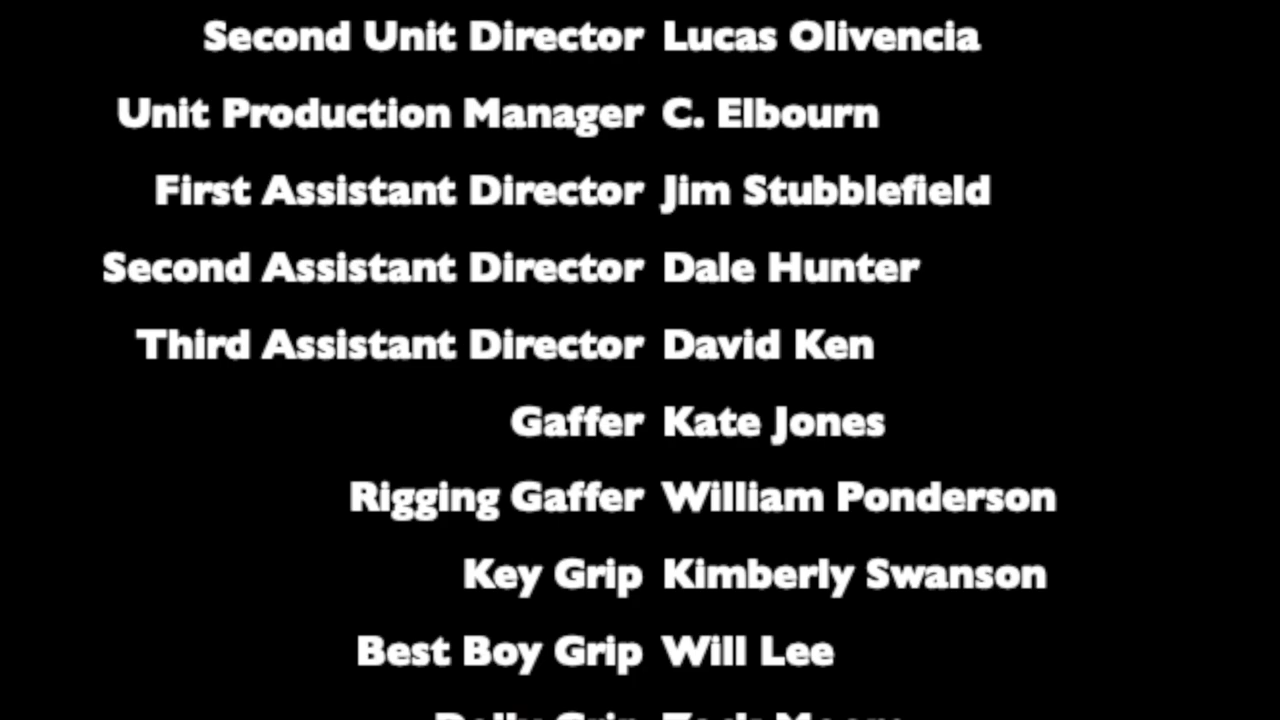 Second Unit Director Lucas Olivencia
Unit Production Manager C. Elbourn
First Assistant Director Jim Stubblefield
Second Assistant Director Dale Hunter
Third Assistant Director David Ken
Gaffer Kate Jones
Rigging Gaffer William Ponderson
Key Grip Kimberly Swanson
Best Boy Grip Will Lee